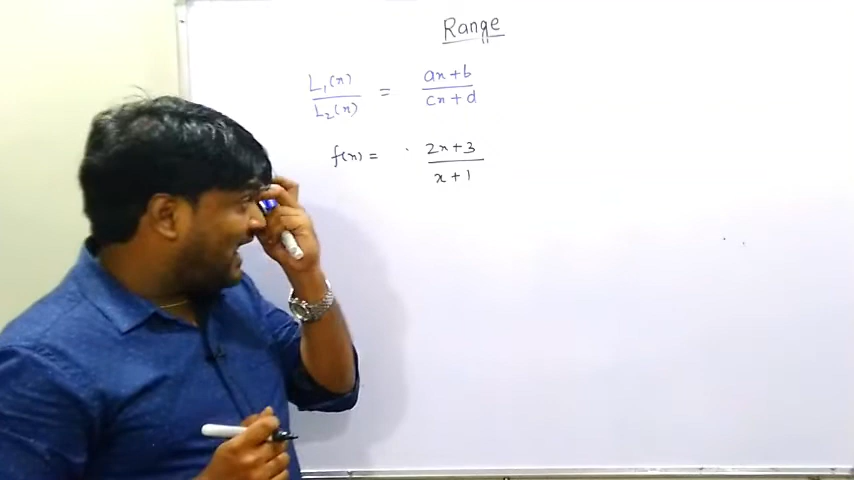 Range
L₁(x) / L₂(x) = ax + b / cx + d
f(x) = 2x + 3 / x + 1